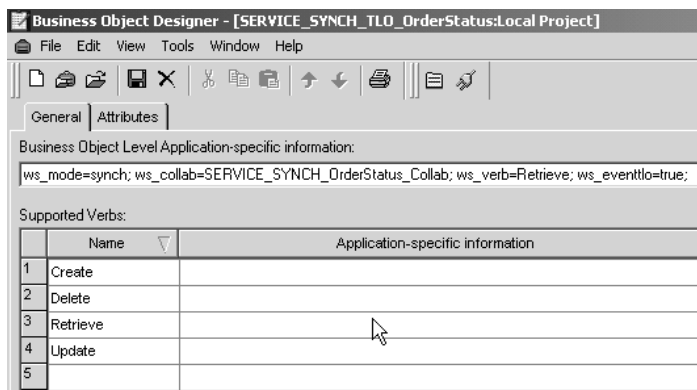 Business Object Designer - [SERVICE_SYNCH_TLO_OrderStatus:Local Project]
File Edit View Tools Window Help
General Attributes
Business Object Level Application-specific information:
ws_mode=synch; ws_collab=SERVICE_SYNCH_OrderStatus_Collab; ws_verb=Retrieve; ws_eventtlo=true;
Supported Verbs:
Name Application-specific information
1 Create
2 Delete
3 Retrieve
4 Update
5